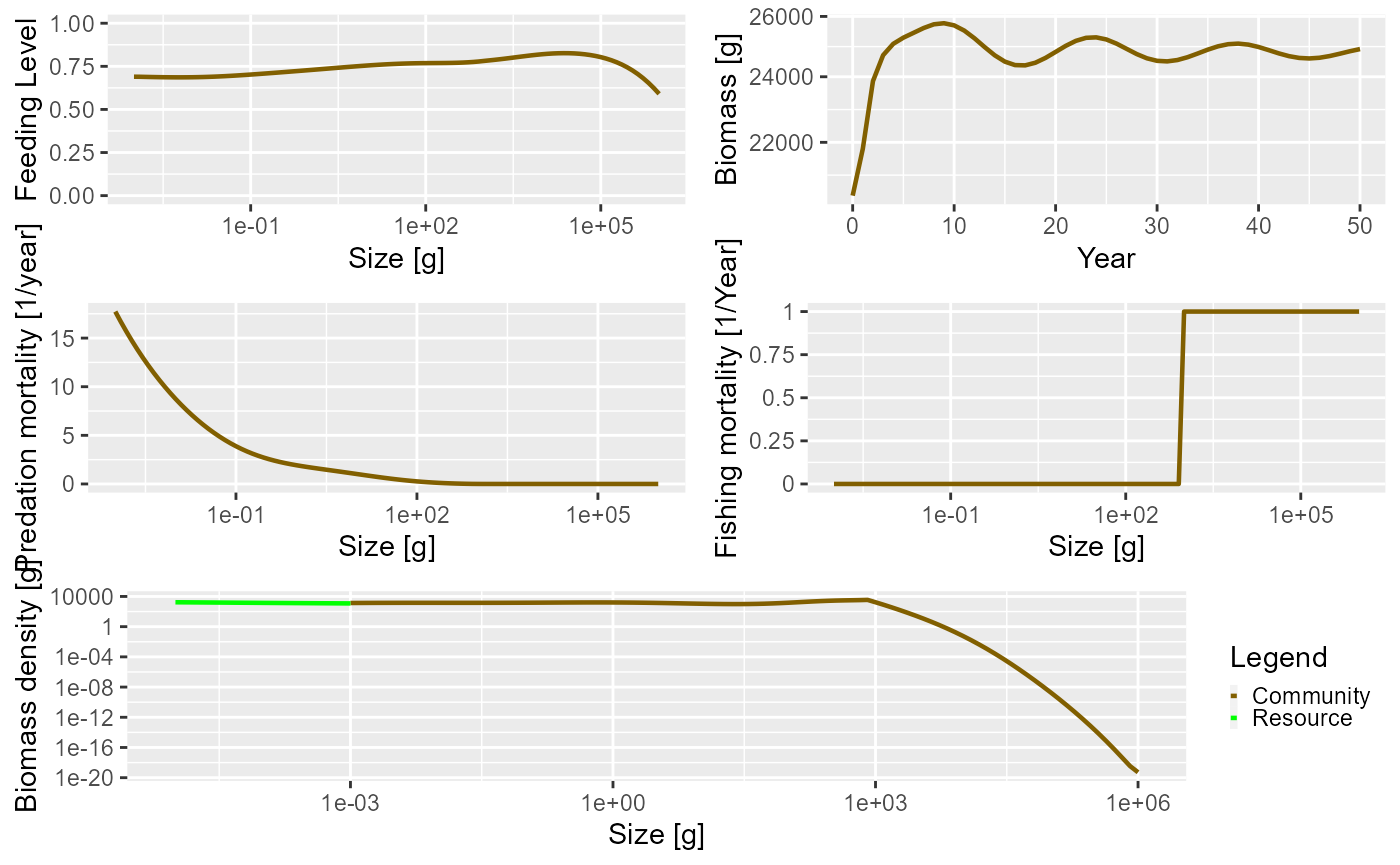 Feeding Level
1.00
0.75
0.50
0.25
0.00
1e-01 1e+02 1e+05
Size [g]
Biomass [g]
26000
24000
22000
0 10 20 30 40 50
Year
Predation mortality [1/year]
15
10
5
0
1e-01 1e+02 1e+05
Size [g]
Fishing mortality [1/Year]
1
0.75
0.5
0.25
0
1e-01 1e+02 1e+05
Size [g]
Biomass density [g]
10000
1
1e-04
1e-08
1e-12
1e-16
1e-20
1e-03 1e+00 1e+03 1e+06
Size [g]
Legend
Community
Resource